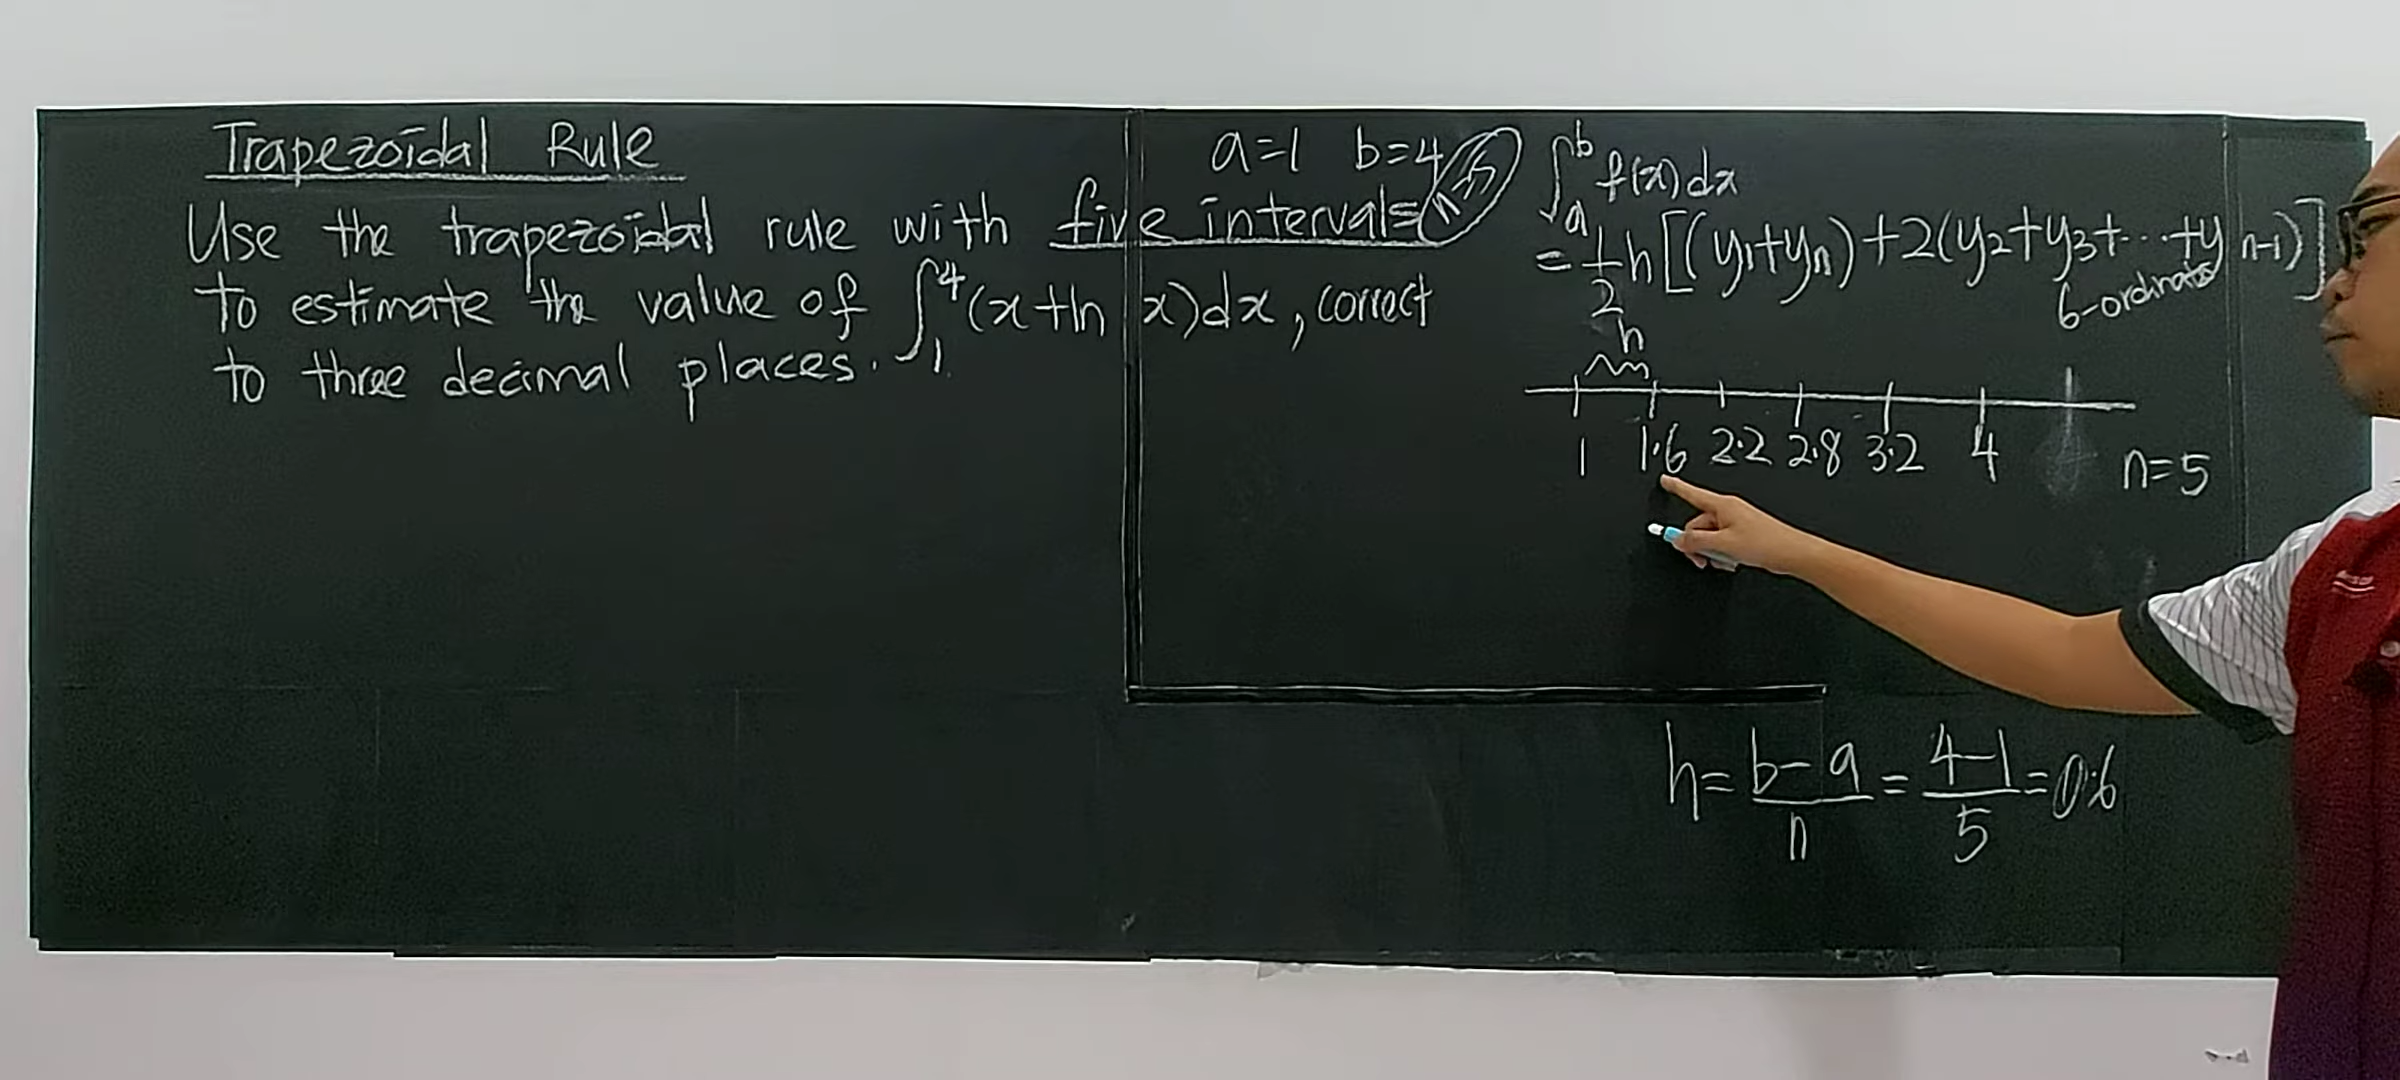 Trapezoidal Rule
Use the trapezoidal rule with five intervals
to estimate the value of ∫₁⁴(x+ln x)dx, correct
to three decimal places.
a=1 b=4 n=5
∫ₐᵇ f(x)dx
=1/2 h[(y₁+yₙ)+2(y₂+y₃+...+yₙ₋₁)]
6-ordinates
h
1 1.6 2.2 2.8 3.2 4 n=5
h=(b-a)/n=(4-1)/5=0.6